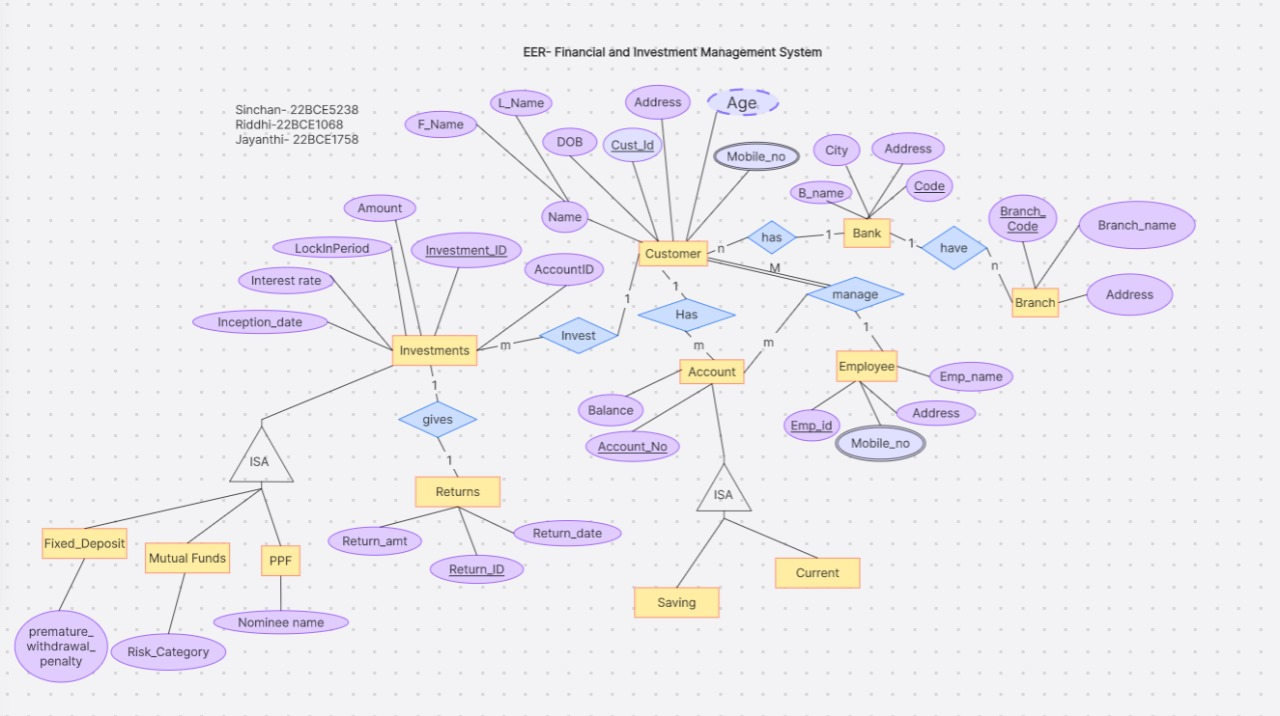 EER- Financial and Investment Management System
Sinchan- 22BCE5238
Riddhi-22BCE1068
Jayanthi- 22BCE1758
F_Name
L_Name
DOB
Address
Cust_Id
Age
Mobile_no
Name
Customer
City
Address
B_name
Code
Bank
has
n
1
1
have
n
Branch_
Code
Branch_name
Address
Branch
Amount
LockInPeriod
Investment_ID
Interest rate
AccountID
Inception_date
Investments
m
Invest
1
1
Has
m
M
manage
m
1
Account
Balance
Account_No
Employee
Emp_name
Address
Emp_id
Mobile_no
1
gives
1
Returns
Return_amt
Return_date
Return_ID
ISA
Fixed_Deposit
Mutual Funds
PPF
premature_
withdrawal_
penalty
Risk_Category
Nominee name
ISA
Saving
Current